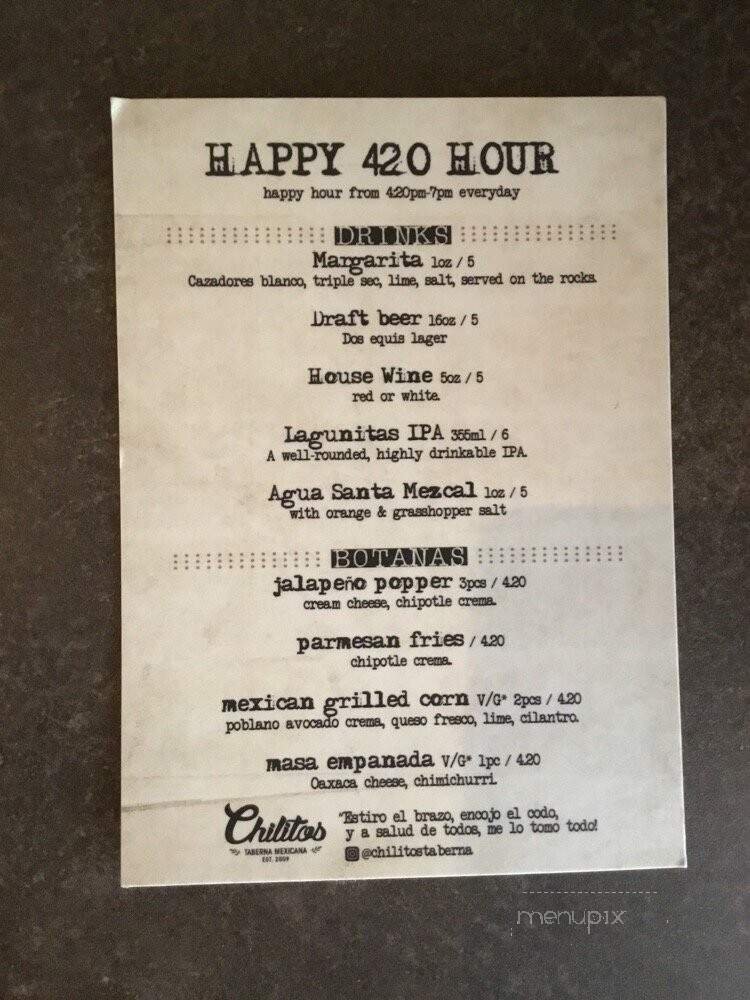 HAPPY 420 HOUR
happy hour from 4:20pm-7pm everyday
DRINKS
Margarita 1oz / 5
Cazadores blanco, triple sec, lime, salt, served on the rocks.
Draft beer 16oz / 5
Dos equis lager
House Wine 5oz / 5
red or white.
Lagunitas IPA 355ml / 6
A well-rounded, highly drinkable IPA.
Agua Santa Mezcal 1oz / 5
with orange & grasshopper salt
BOTANAS
jalapeño popper 3pcs / 4.20
cream cheese, chipotle crema.
parmesan fries / 4.20
chipotle crema.
mexican grilled corn V/G* 2pcs / 4.20
poblano avocado crema, queso fresco, lime, cilantro.
masa empanada V/G* 1pc / 4.20
Oaxaca cheese, chimichurri.
Chilitos
TABERNA MEXICANA
EST. 2009
"Estiro el brazo, encojo el codo,
y a salud de todos, me lo tomo todo!
@chilitostaberna
menupix